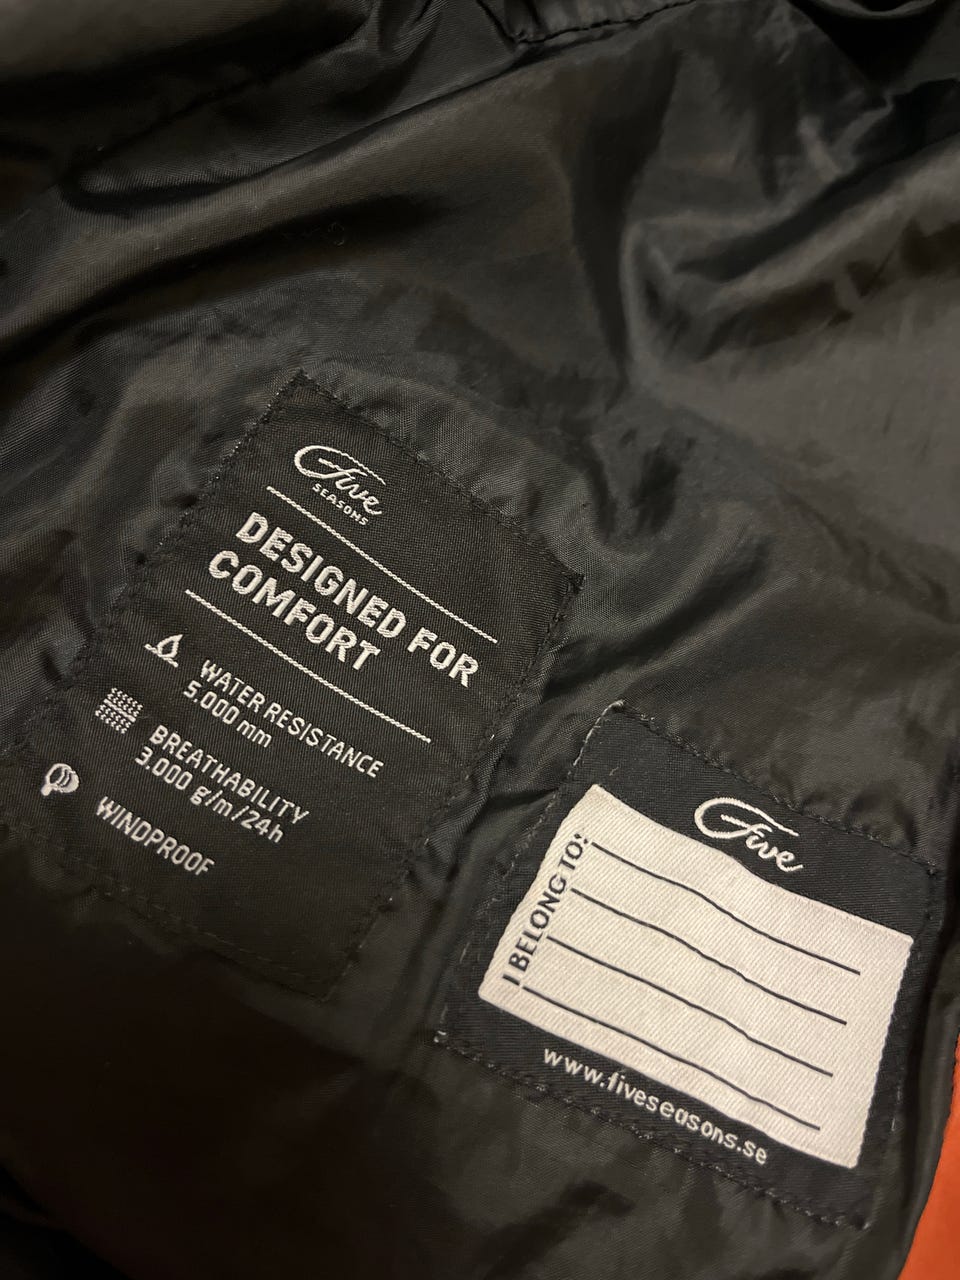 Five
SEASONS
DESIGNED FOR
COMFORT
WATER RESISTANCE
5.000 mm
BREATHABILITY
3.000 g/m/24h
WINDPROOF
Five
I BELONG TO:
www.fiveseasons.se